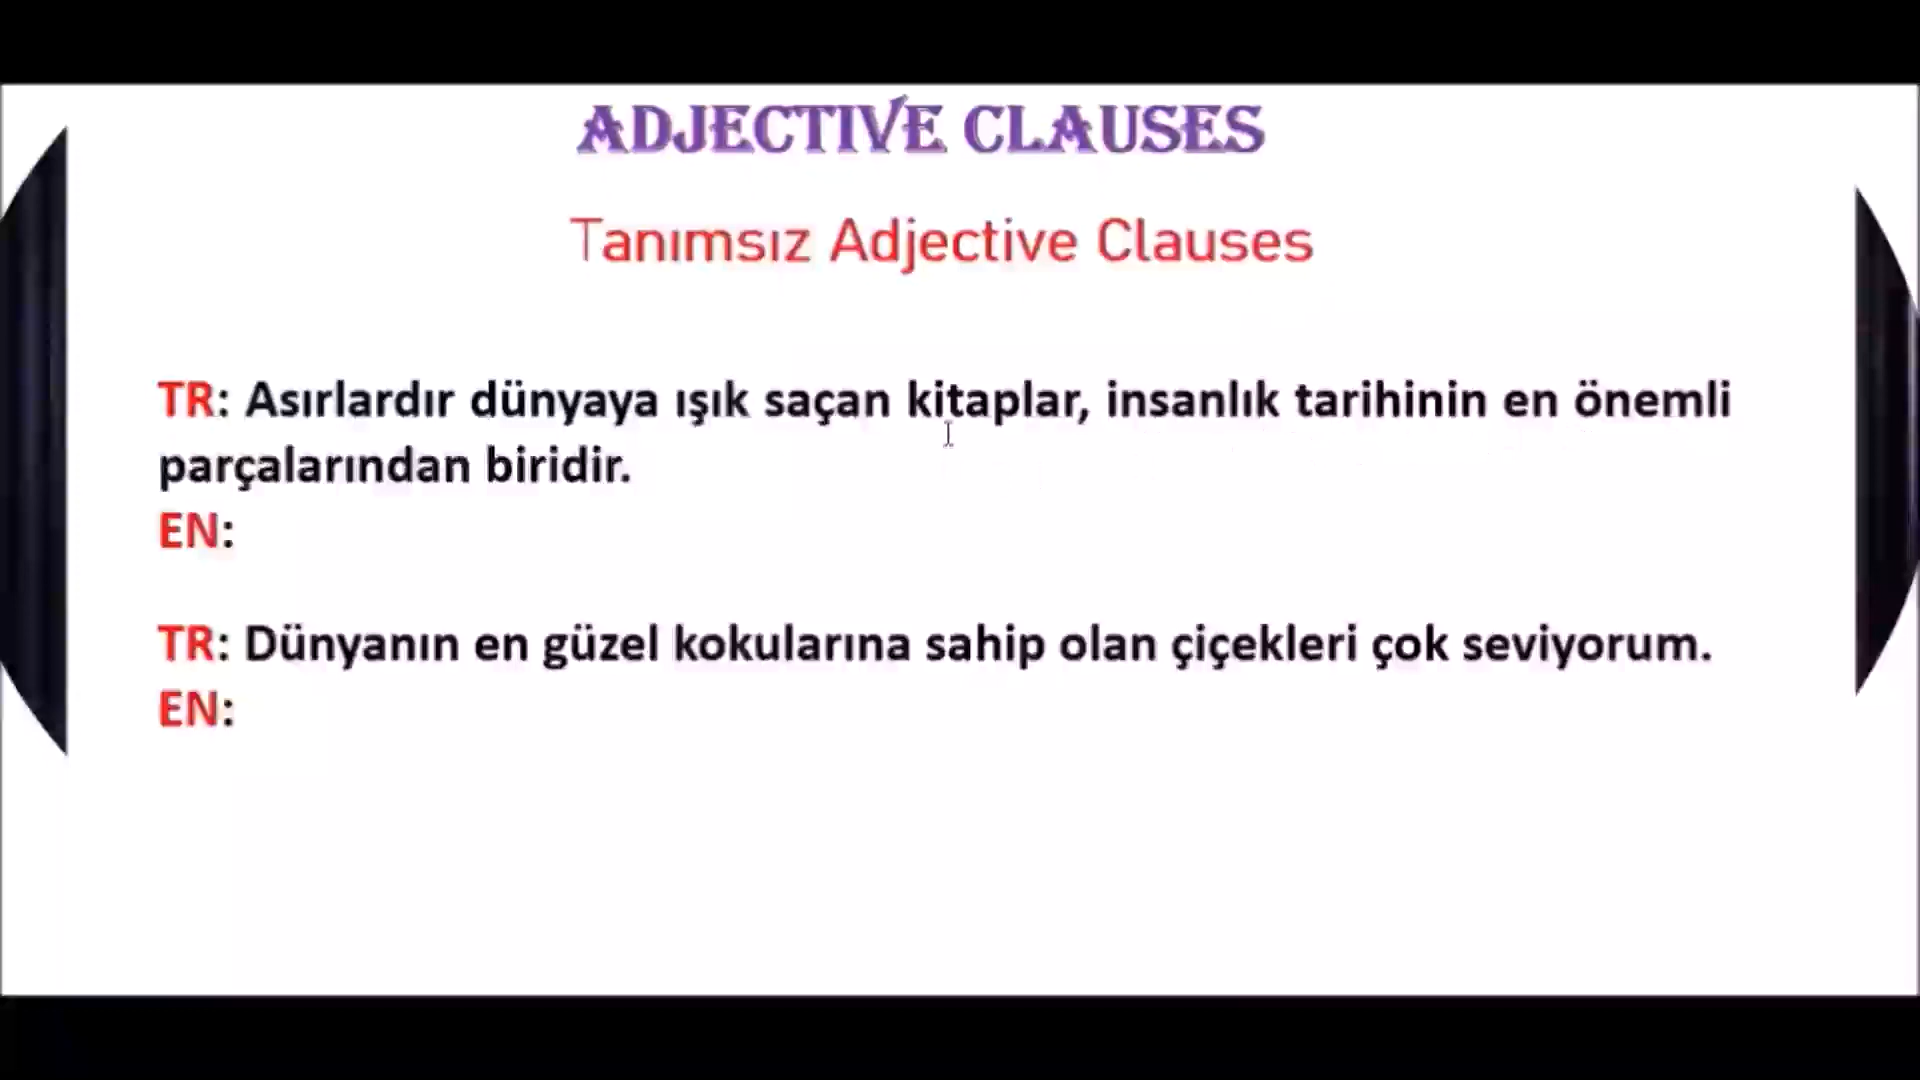 ADJECTIVE CLAUSES
Tanımsız Adjective Clauses
TR: Asırlardır dünyaya ışık saçan kitaplar, insanlık tarihinin en önemli
parçalarından biridir.
EN:
TR: Dünyanın en güzel kokularına sahip olan çiçekleri çok seviyorum.
EN: